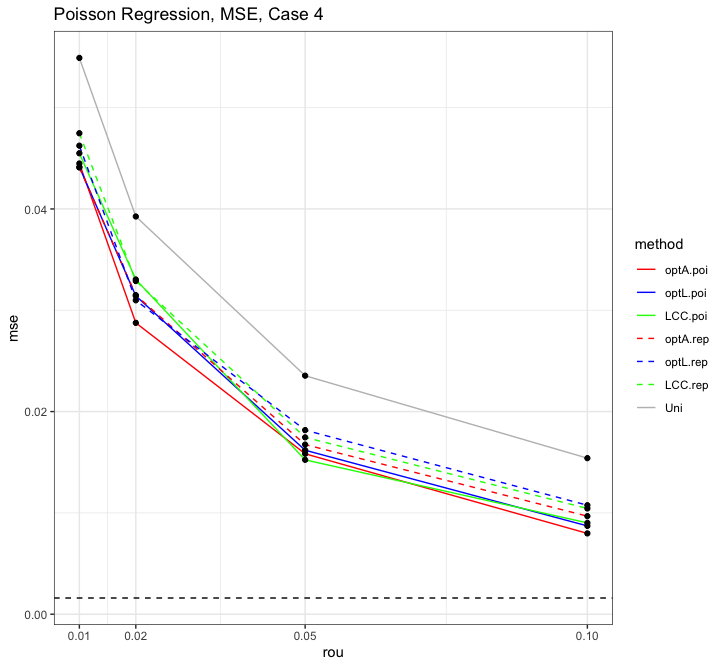 Poisson Regression, MSE, Case 4
mse
0.04
0.02
0.00
0.01
0.02
0.05
0.10
rou
method
optA.poi
optL.poi
LCC.poi
optA.rep
optL.rep
LCC.rep
Uni